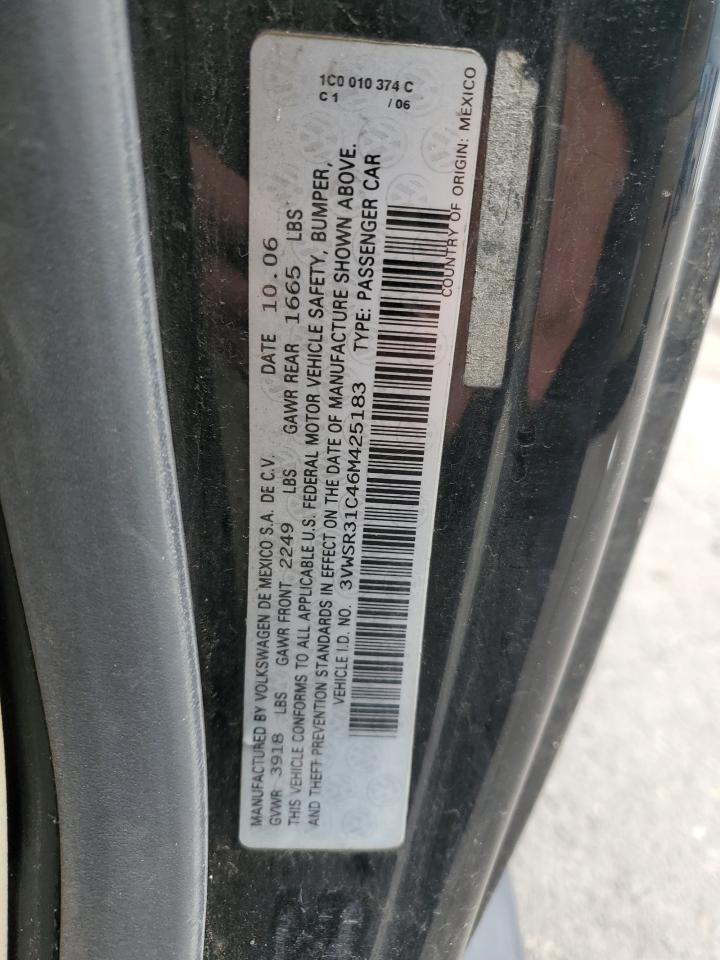 1C0 010 374 C
C 1 / 06
MANUFACTURED BY VOLKSWAGEN DE MEXICO S.A. DE C.V. DATE 10.06
GVWR 3918 LBS GAWR FRONT 2249 LBS GAWR REAR 1665 LBS
THIS VEHICLE CONFORMS TO ALL APPLICABLE U.S. FEDERAL MOTOR VEHICLE SAFETY, BUMPER,
AND THEFT PREVENTION STANDARDS IN EFFECT ON THE DATE OF MANUFACTURE SHOWN ABOVE.
VEHICLE I.D. NO. 3VWSR31C46M425183 TYPE: PASSENGER CAR
COUNTRY OF ORIGIN: MEXICO